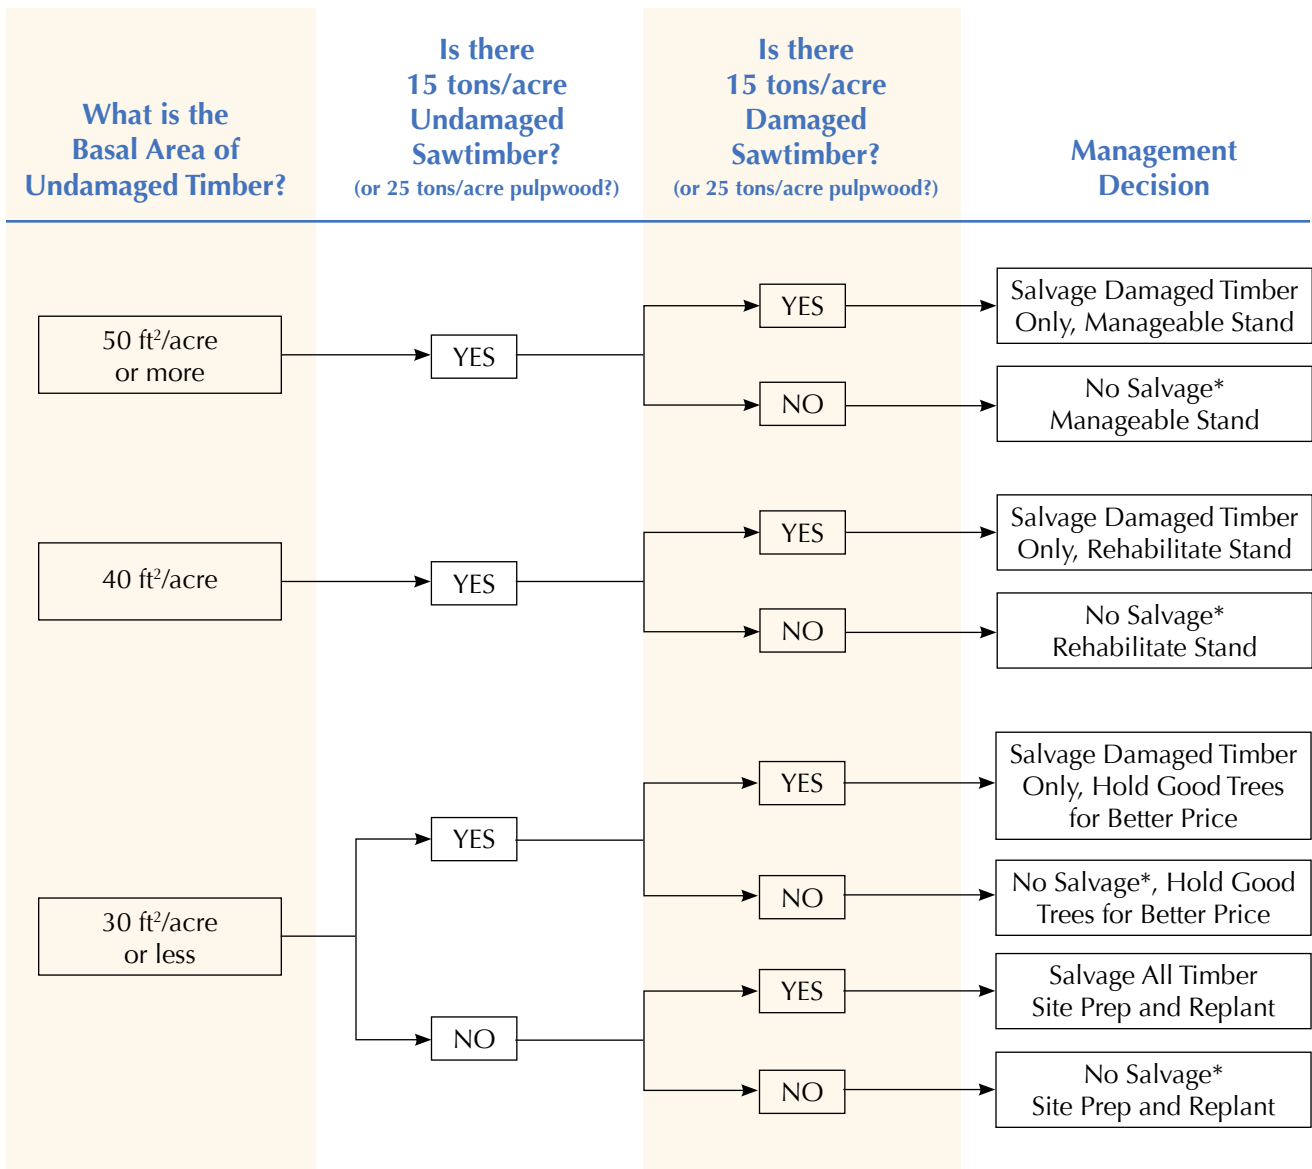 What is the
Basal Area of
Undamaged Timber?
Is there
15 tons/acre
Undamaged
Sawtimber?
(or 25 tons/acre pulpwood?)
Is there
15 tons/acre
Damaged
Sawtimber?
(or 25 tons/acre pulpwood?)
Management
Decision
50 ft²/acre
or more
YES
YES
Salvage Damaged Timber
Only, Manageable Stand
NO
No Salvage*
Manageable Stand
40 ft²/acre
YES
YES
Salvage Damaged Timber
Only, Rehabilitate Stand
NO
No Salvage*
Rehabilitate Stand
30 ft²/acre
or less
YES
YES
Salvage Damaged Timber
Only, Hold Good Trees
for Better Price
NO
No Salvage*, Hold Good
Trees for Better Price
NO
YES
Salvage All Timber
Site Prep and Replant
NO
No Salvage*
Site Prep and Replant